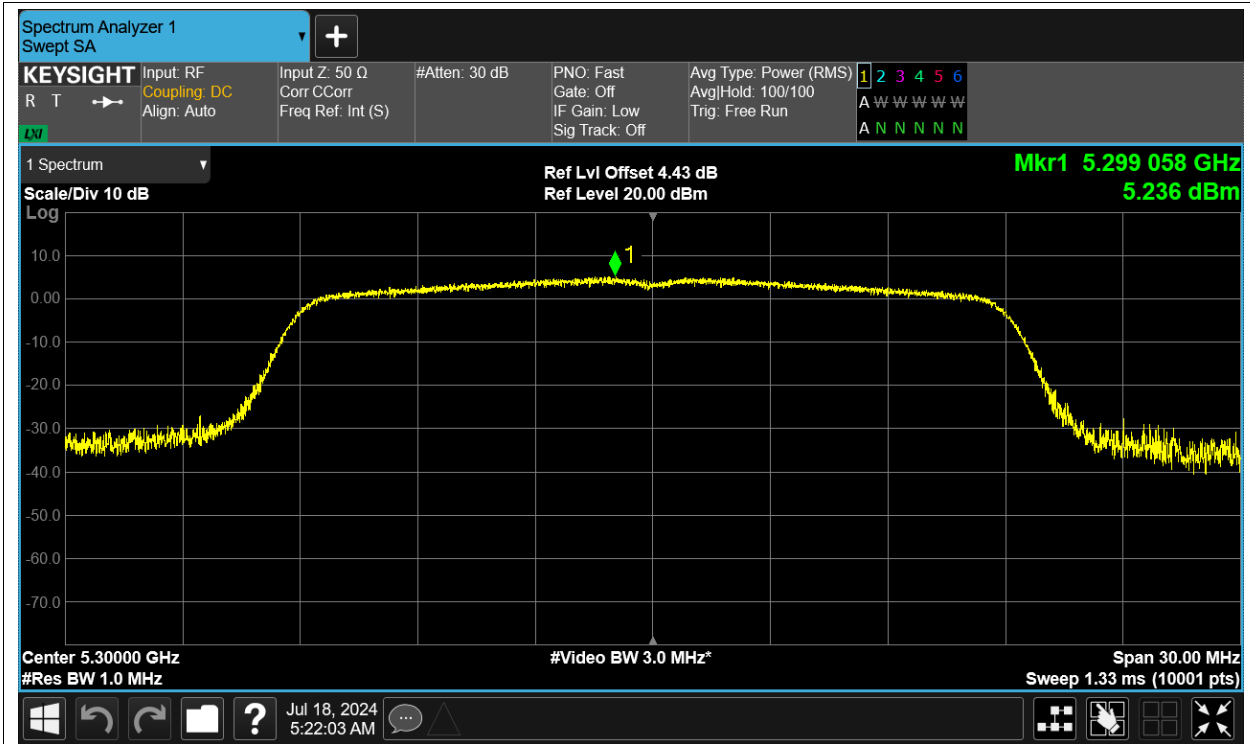 Spectrum Analyzer 1
Swept SA
KEYSIGHT
R T
LXI
Input: RF
Coupling: DC
Align: Auto
Input Z: 50 Ω
Corr CCorr
Freq Ref: Int (S)
#Atten: 30 dB
PNO: Fast
Gate: Off
IF Gain: Low
Sig Track: Off
Avg Type: Power (RMS)
Avg|Hold: 100/100
Trig: Free Run
1 2 3 4 5 6
A W W W W W
A N N N N N
1 Spectrum
Scale/Div 10 dB
Log
Ref Lvl Offset 4.43 dB
Ref Level 20.00 dBm
Mkr1 5.299 058 GHz
5.236 dBm
1
10.0
0.00
-10.0
-20.0
-30.0
-40.0
-50.0
-60.0
-70.0
Center 5.30000 GHz
#Res BW 1.0 MHz
#Video BW 3.0 MHz*
Span 30.00 MHz
Sweep 1.33 ms (10001 pts)
?
Jul 18, 2024
5:22:03 AM